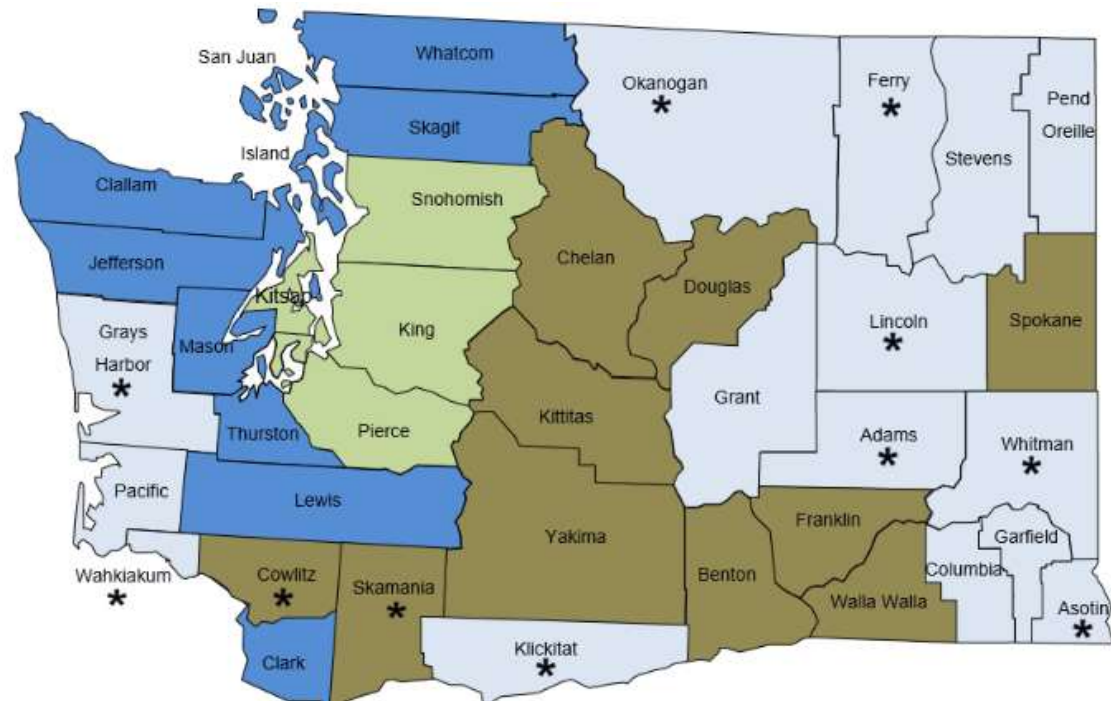 San Juan
Whatcom
Okanogan
*
Ferry
*
Pend
Oreille
Skagit
Island
Stevens
Clallam
Snohomish
Jefferson
Chelan
Douglas
Kitsap
King
Lincoln
*
Spokane
Grays
Harbor
*
Mason
Grant
Kittitas
Thurston
Pierce
Adams
*
Whitman
*
Pacific
Lewis
Franklin
Yakima
Garfield
Wahkiakum
*
Cowlitz
*
Skamania
*
Benton
Columbia
Walla Walla
Asotin
*
Clark
Klickitat
*